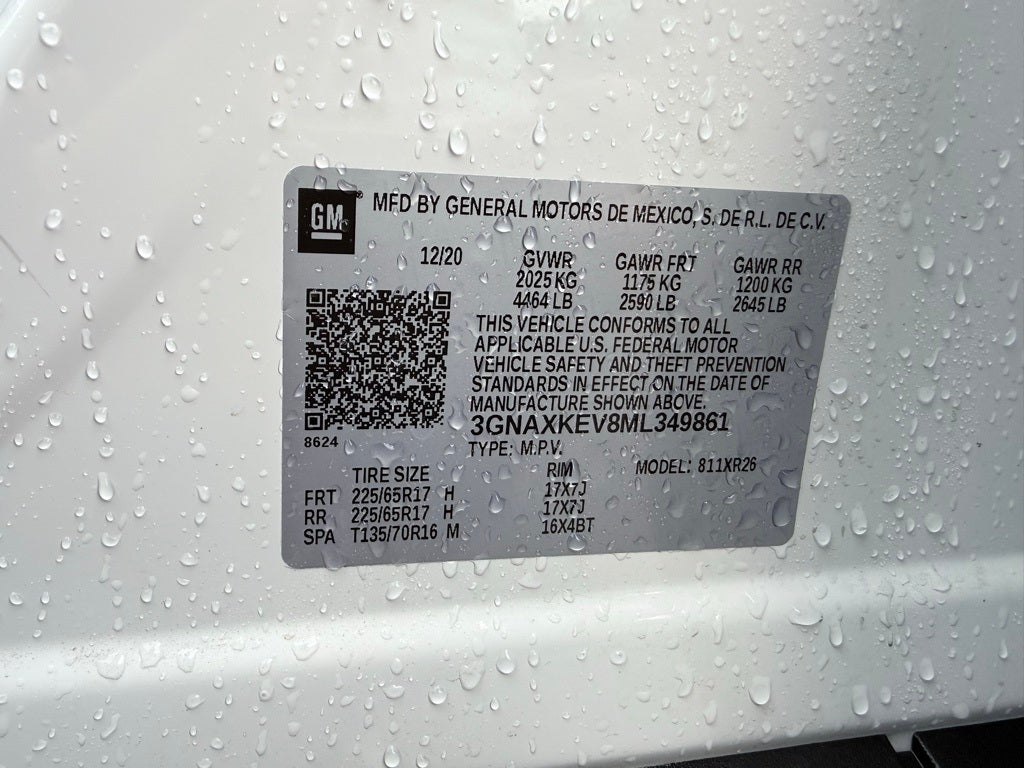 GM® MFD BY GENERAL MOTORS DE MEXICO, S. DE R.L. DE C.V.
12/20 GVWR GAWR FRT GAWR RR
2025 KG 1175 KG 1200 KG
4464 LB 2590 LB 2645 LB
THIS VEHICLE CONFORMS TO ALL
APPLICABLE U.S. FEDERAL MOTOR
VEHICLE SAFETY AND THEFT PREVENTION
STANDARDS IN EFFECT ON THE DATE OF
MANUFACTURE SHOWN ABOVE.
3GNAXKEV8ML349861
8624
TYPE: M.P.V.
TIRE SIZE RIM MODEL: 811XR26
FRT 225/65R17 H 17X7J
RR 225/65R17 H 17X7J
SPA T135/70R16 M 16X4BT